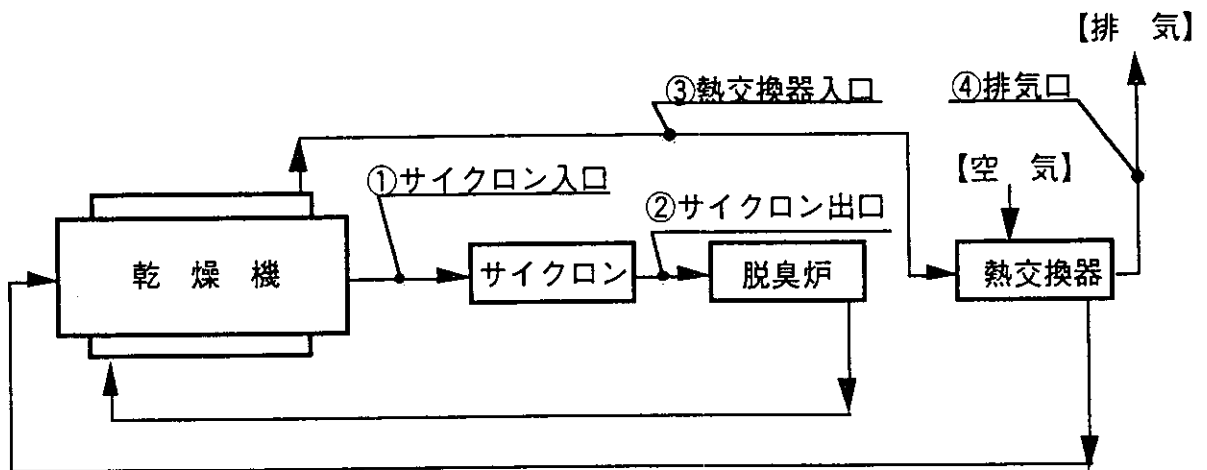 【排 気】
③熱交換器入口
④排気口
【空 気】
①サイクロン入口
②サイクロン出口
乾 燥 機
サイクロン
脱臭炉
熱交換器